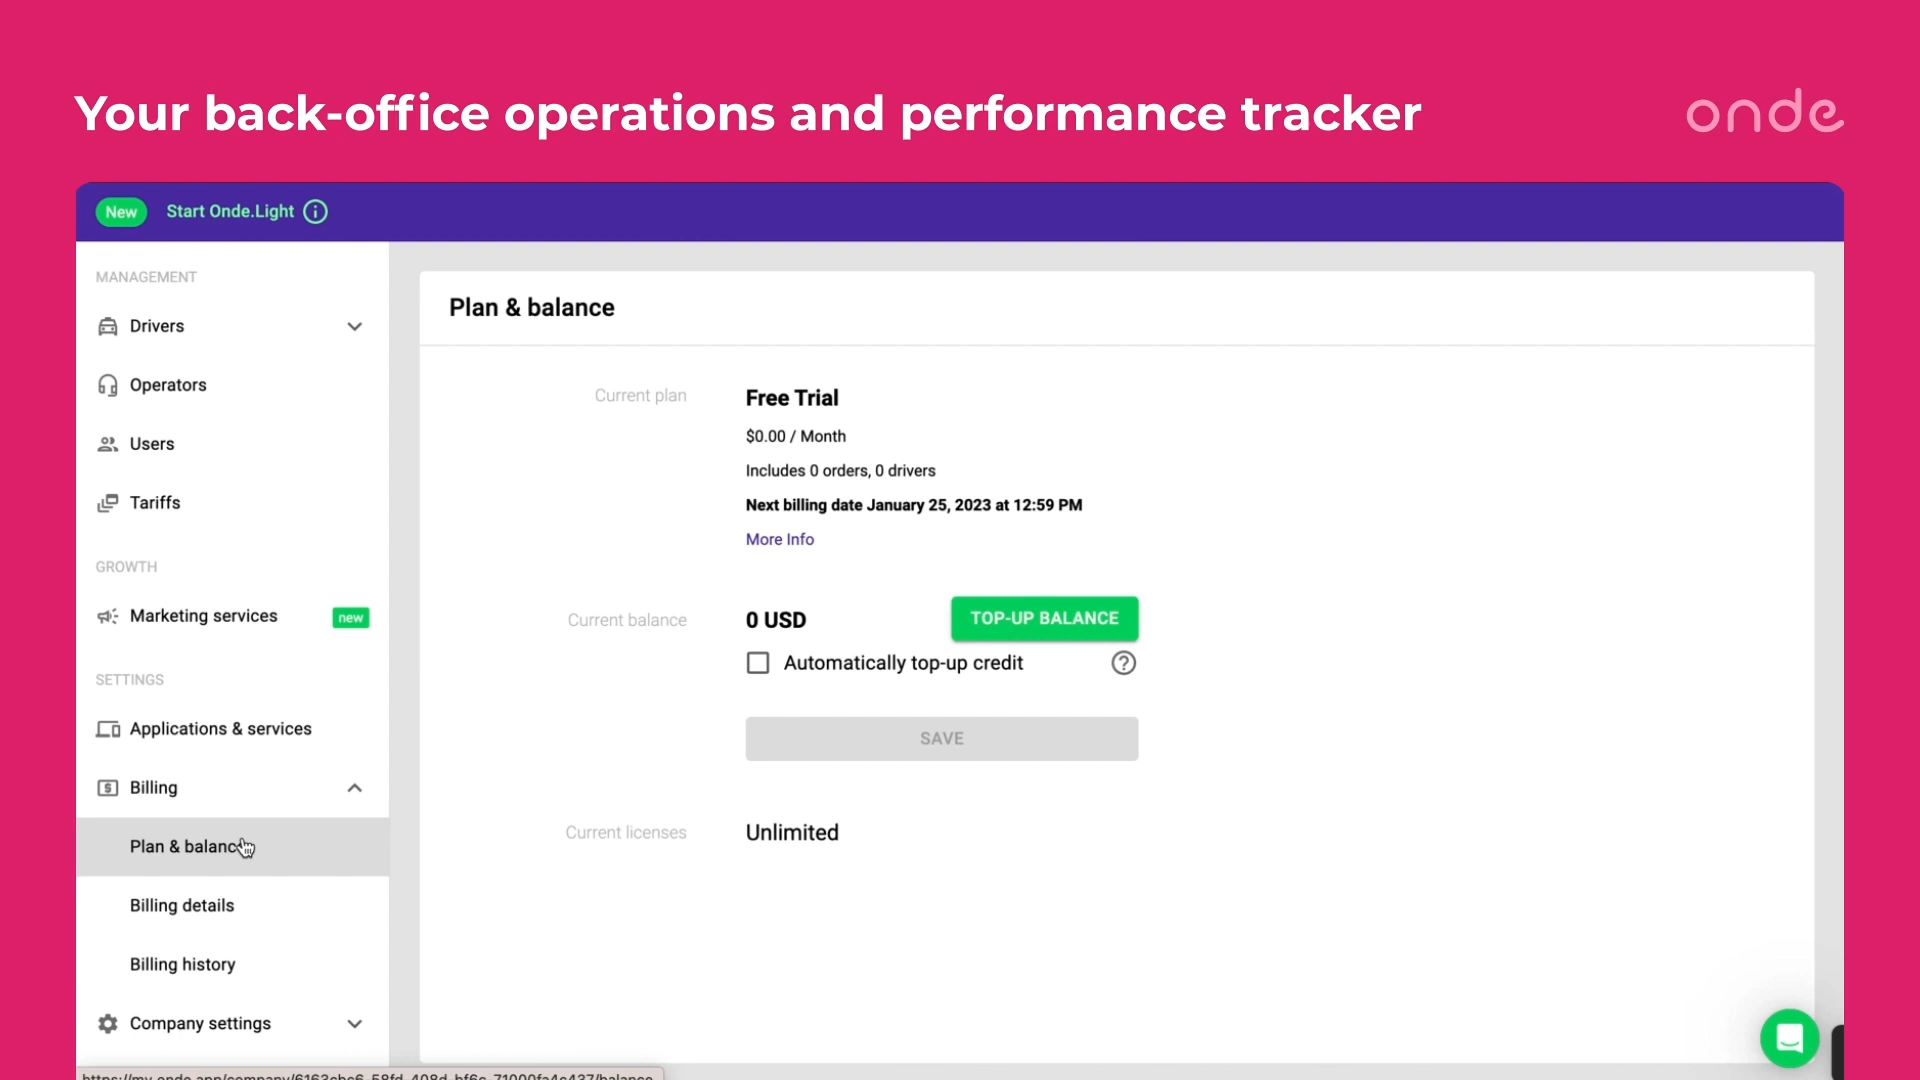 Your back-office operations and performance tracker
onde
New Start Onde.Light
MANAGEMENT
Drivers
Operators
Users
Tariffs
GROWTH
Marketing services new
SETTINGS
Applications & services
Billing
Plan & balance
Billing details
Billing history
Company settings
Plan & balance
Current plan Free Trial
$0.00 / Month
Includes 0 orders, 0 drivers
Next billing date January 25, 2023 at 12:59 PM
More Info
Current balance 0 USD TOP-UP BALANCE
Automatically top-up credit
SAVE
Current licenses Unlimited